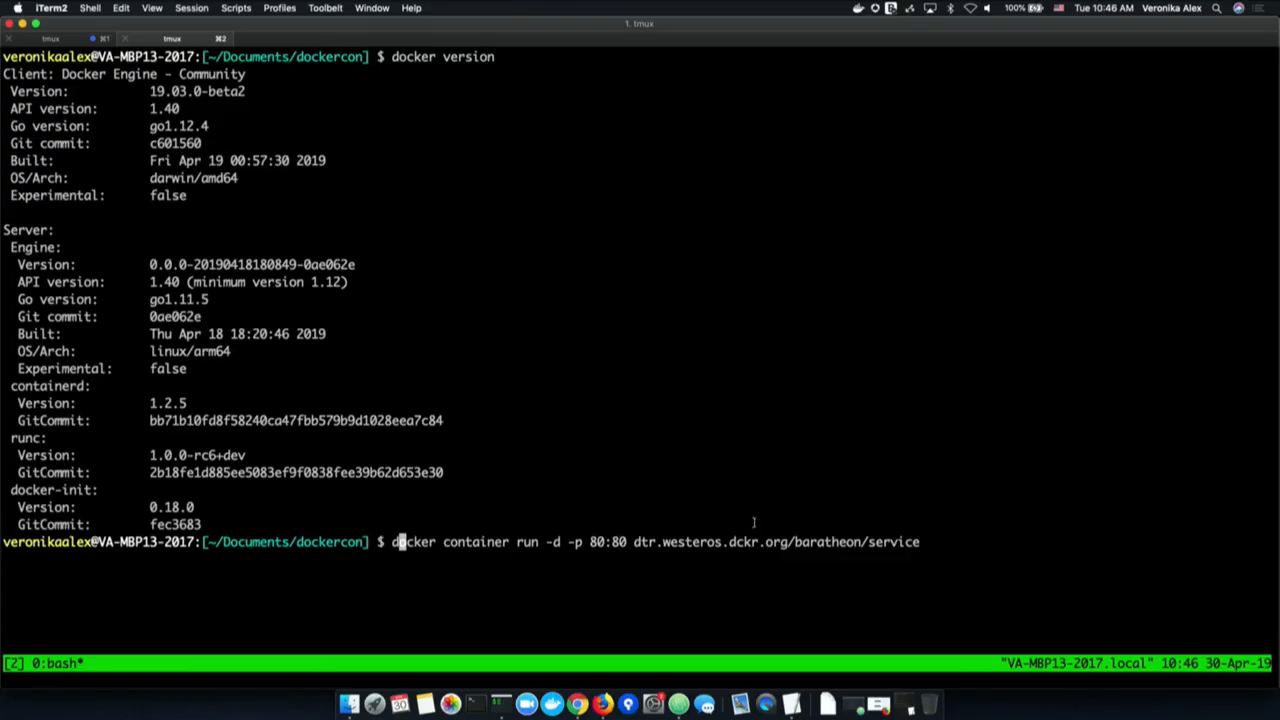 iTerm2 Shell Edit View Session Scripts Profiles Toolbelt Window Help 100% Tue 10:46 AM Veronika Alex
1. tmux
tmux ⌘1 tmux ⌘2
veronikaalex@VA-MBP13-2017:[~/Documents/dockercon] $ docker version
Client: Docker Engine - Community
Version: 19.03.0-beta2
API version: 1.40
Go version: go1.12.4
Git commit: c601560
Built: Fri Apr 19 00:57:30 2019
OS/Arch: darwin/amd64
Experimental: false
Server:
Engine:
Version: 0.0.0-20190418180849-0ae062e
API version: 1.40 (minimum version 1.12)
Go version: go1.11.5
Git commit: 0ae062e
Built: Thu Apr 18 18:20:46 2019
OS/Arch: linux/arm64
Experimental: false
containerd:
Version: 1.2.5
GitCommit: bb71b10fd8f58240ca47fbb579b9d1028eea7c84
runc:
Version: 1.0.0-rc6+dev
GitCommit: 2b18fe1d885ee5083ef9f0838fee39b62d653e30
docker-init:
Version: 0.18.0
GitCommit: fec3683
veronikaalex@VA-MBP13-2017:[~/Documents/dockercon] $ docker container run -d -p 80:80 dtr.westeros.dckr.org/baratheon/service
[2] 0:bash* "VA-MBP13-2017.local" 10:46 30-Apr-19
30